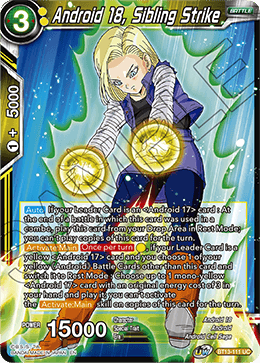 3
Android 18, Sibling Strike
BATTLE
1 + 5000
Auto If your Leader Card is an <Android 17> card : At
the end of a battle in which this card was used in a
combo, play this card from your Drop Area in Rest Mode;
you can't play copies of this card for the turn.
Activate:Main Once per turn if your Leader Card is a
yellow <Android 17> card and you choose 1 of your
yellow ‹Android› Battle Cards other than this card and
switch it to Rest Mode : Choose up to 1 mono-yellow
<Android 17> card with an original energy cost of 3 in
your hand and play it; you can't activate
the Activate:Main skill on copies of this card for the turn.
POWER
15000
Character
Special Trait
Era
Android 18
Android
Android Cell Saga
BT13-111 UC